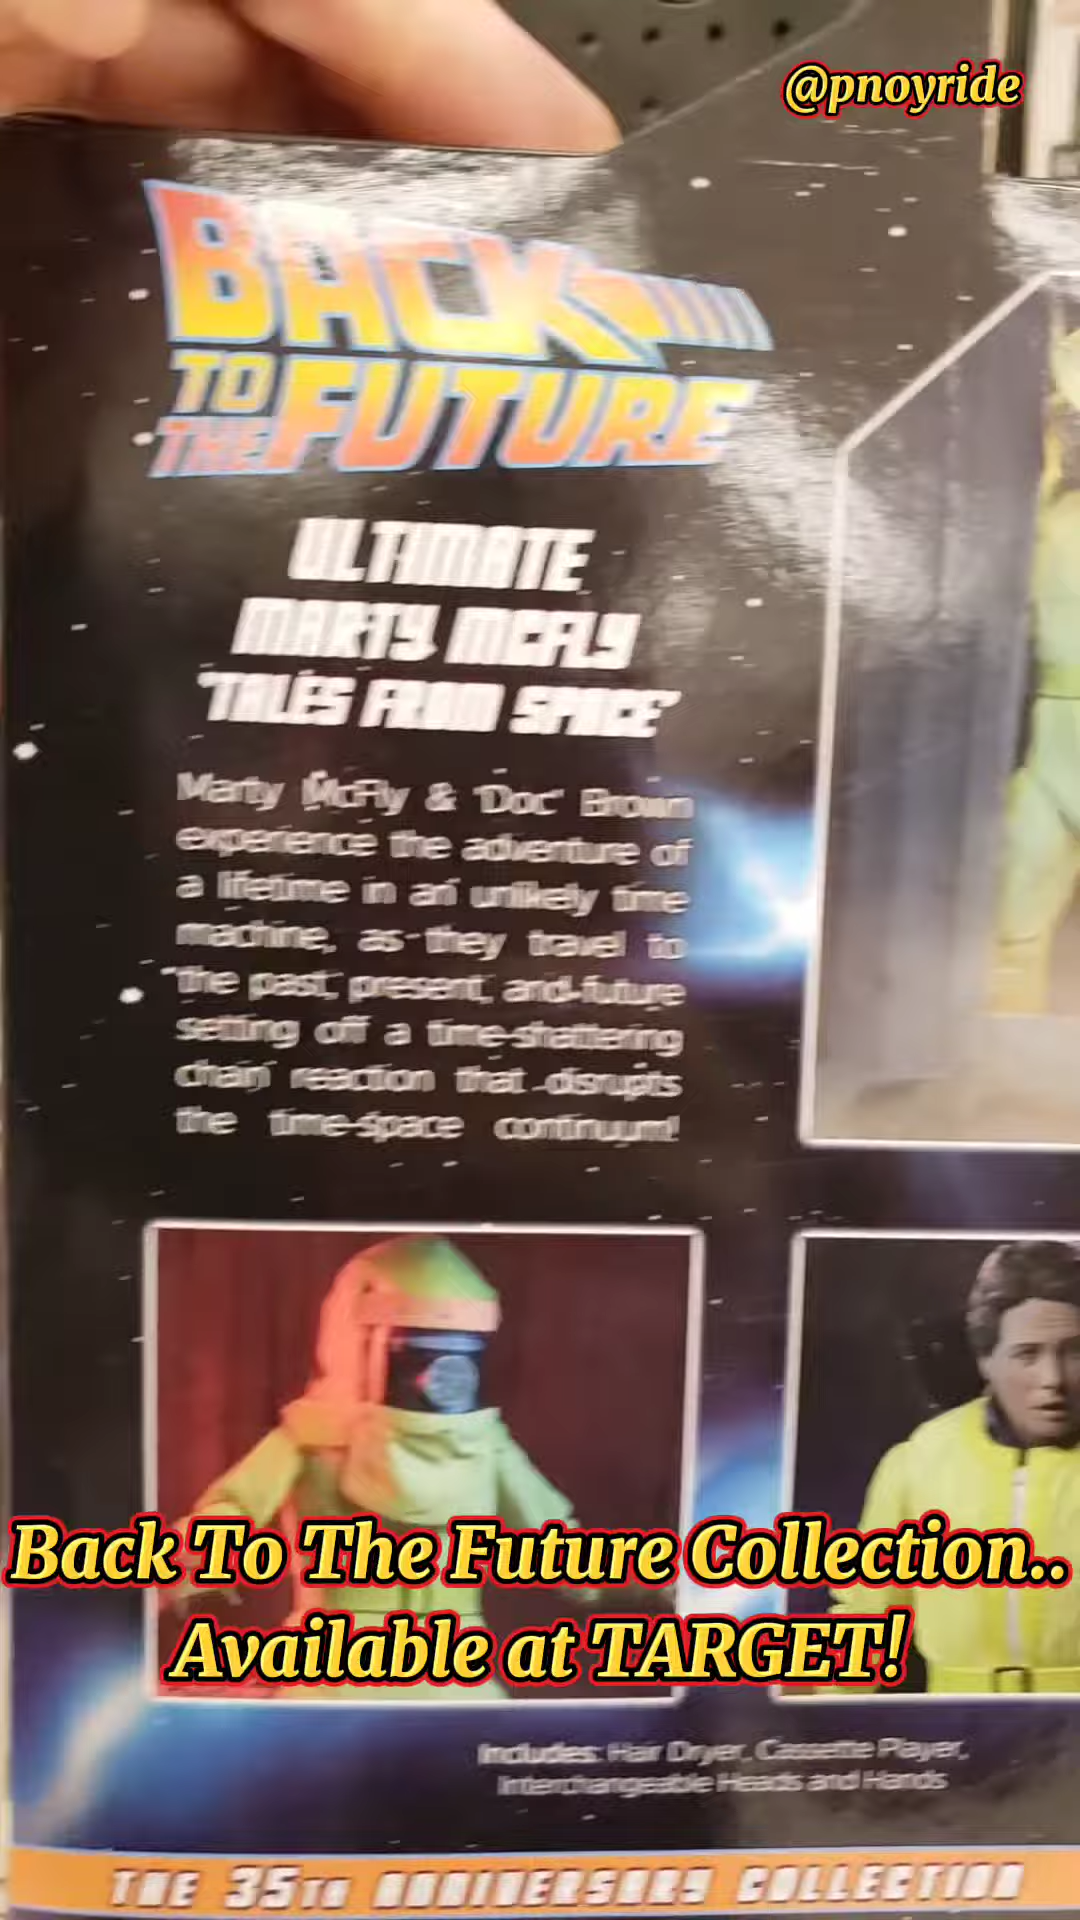 @pnoyride
BACK
TO
THE FUTURE
ULTIMATE
MARTY MCFLY
'TALES FROM SPACE'
Marty McFly & 'Doc' Brown
experience the adventure of
a lifetime in an unlikely time
machine, as they travel to
the past, present, and future
setting off a time-shattering
chain reaction that disrupts
the time-space continuum!
Back To The Future Collection..
Available at TARGET!
Includes: Hair Dryer, Cassette Player,
Interchangeable Heads and Hands
THE 35TH ANNIVERSARY COLLECTION